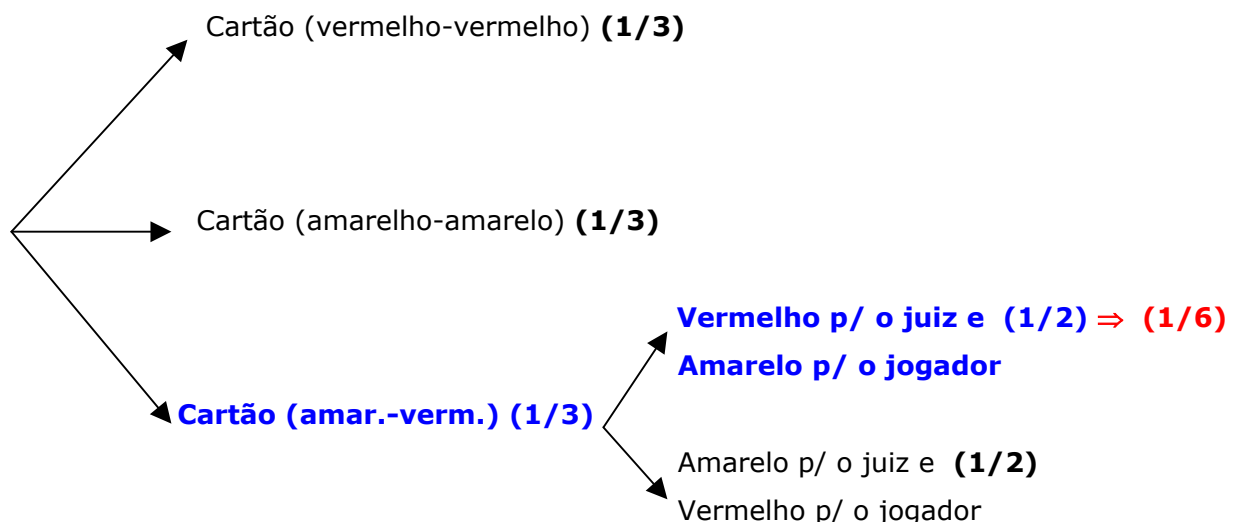 Cartão (vermelho-vermelho) (1/3)
Cartão (amarelho-amarelo) (1/3)
Vermelho p/ o juiz e (1/2) ⇒ (1/6)
Amarelo p/ o jogador
Cartão (amar.-verm.) (1/3)
Amarelo p/ o juiz e (1/2)
Vermelho p/ o jogador